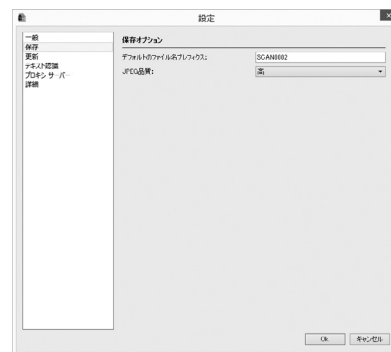 設定
一般
保存
更新
テキスト認識
プロキシ サーバー
詳細
保存オプション
デフォルトのファイル名プレフィクス:
SCAN0002
JPEG品質:
高
Ok
キャンセル